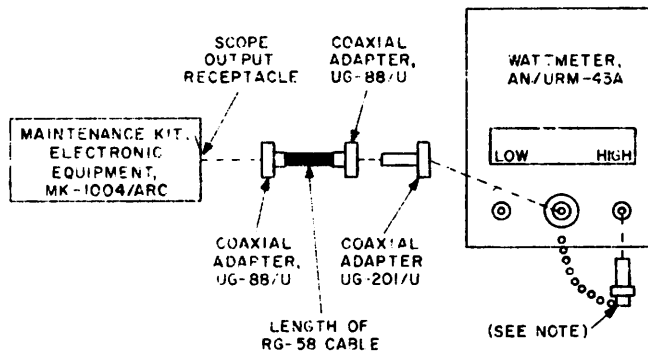 SCOPE
OUTPUT
RECEPTACLE
COAXIAL
ADAPTER,
UG-88/U
WATTMETER,
AN/URM-43A
MAINTENANCE KIT,
ELECTRONIC
EQUIPMENT,
MK-1004/ARC
LOW
HIGH
COAXIAL
ADAPTER,
UG-88/U
COAXIAL
ADAPTER
UG-201/U
LENGTH OF
RG-58 CABLE
(SEE NOTE)